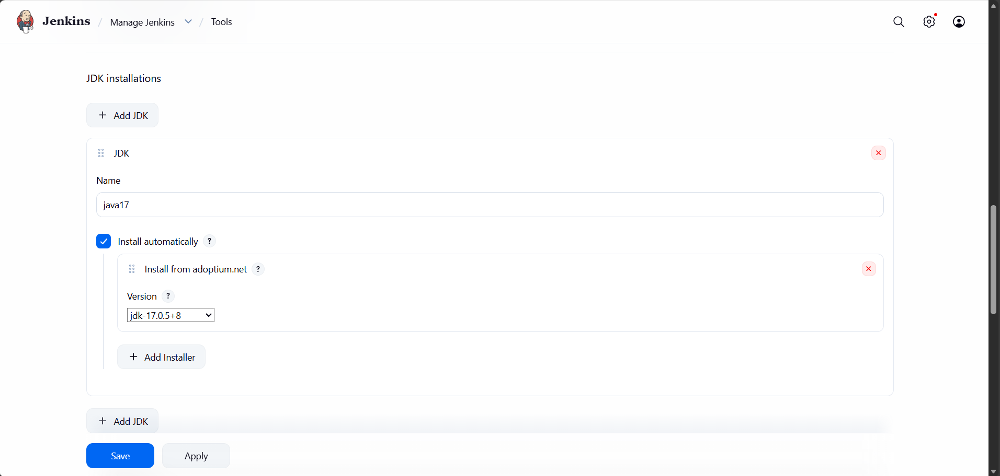 Jenkins / Manage Jenkins / Tools
JDK installations
+ Add JDK
JDK
Name
java17
Install automatically ?
Install from adoptium.net ?
Version ?
jdk-17.0.5+8
+ Add Installer
+ Add JDK
Save Apply